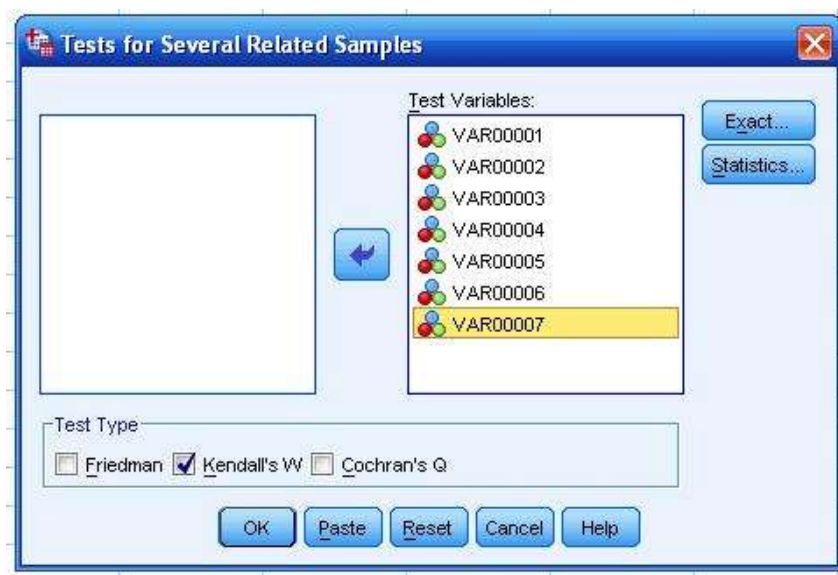 Tests for Several Related Samples
Test Variables:
VAR00001
VAR00002
VAR00003
VAR00004
VAR00005
VAR00006
VAR00007
Exact...
Statistics...
Test Type
Friedman Kendall's W Cochran's Q
OK Paste Reset Cancel Help